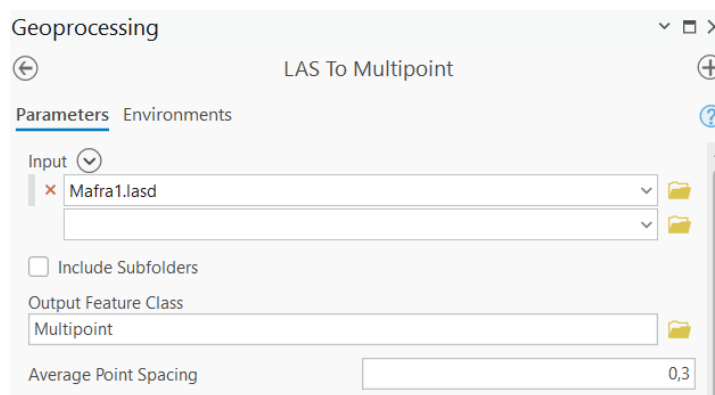 Geoprocessing
LAS To Multipoint
Parameters Environments
Input
Mafra1.lasd
Include Subfolders
Output Feature Class
Multipoint
Average Point Spacing 0,3